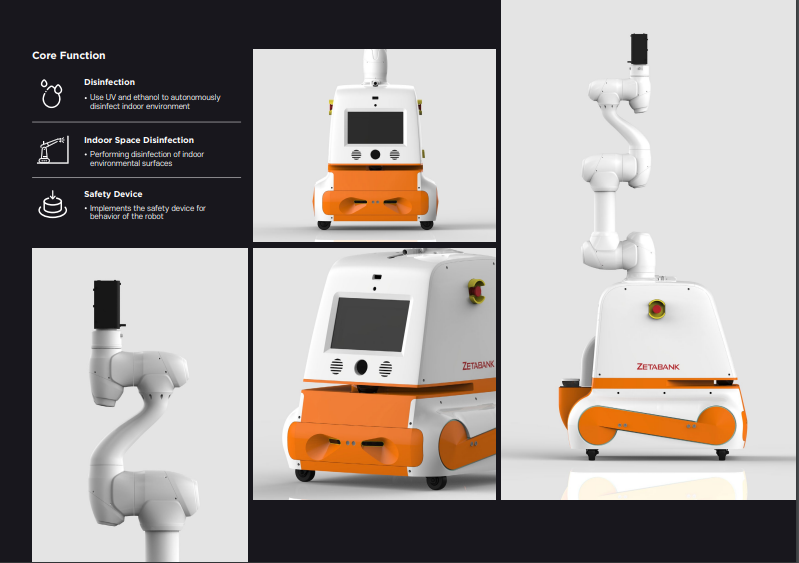 Core Function
Disinfection
• Use UV and ethanol to autonomously
disinfect indoor environment
Indoor Space Disinfection
• Performing disinfection of indoor
environmental surfaces
Safety Device
• Implements the safety device for
behavior of the robot
ZETABANK
ZETABANK